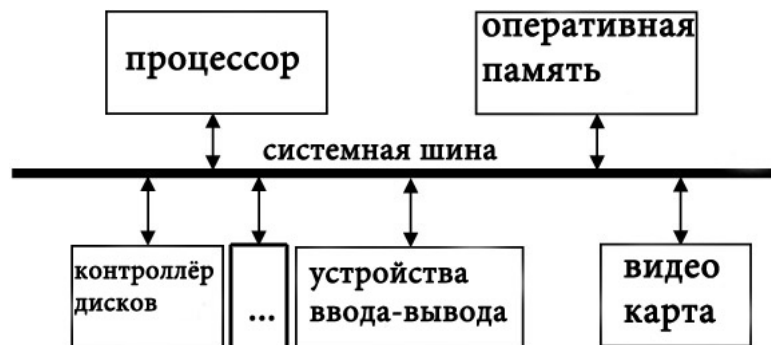 процессор
оперативная
память
системная шина
контроллёр
дисков
...
устройства
ввода-вывода
видео
карта